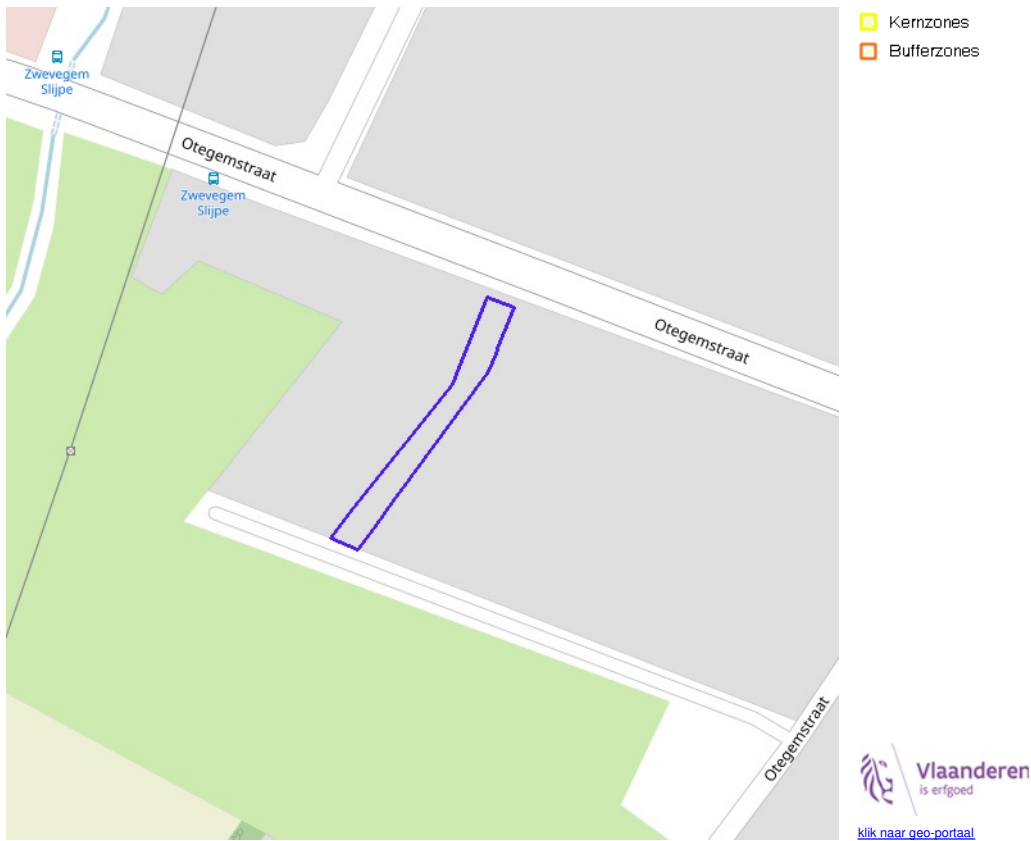 Kernzones
Bufferzones
Zwevegem
Slijpe
Otegemstraat
Zwevegem
Slijpe
Otegemstraat
Otegemstraat
Vlaanderen
is erfgoed
klik naar geo-portaal